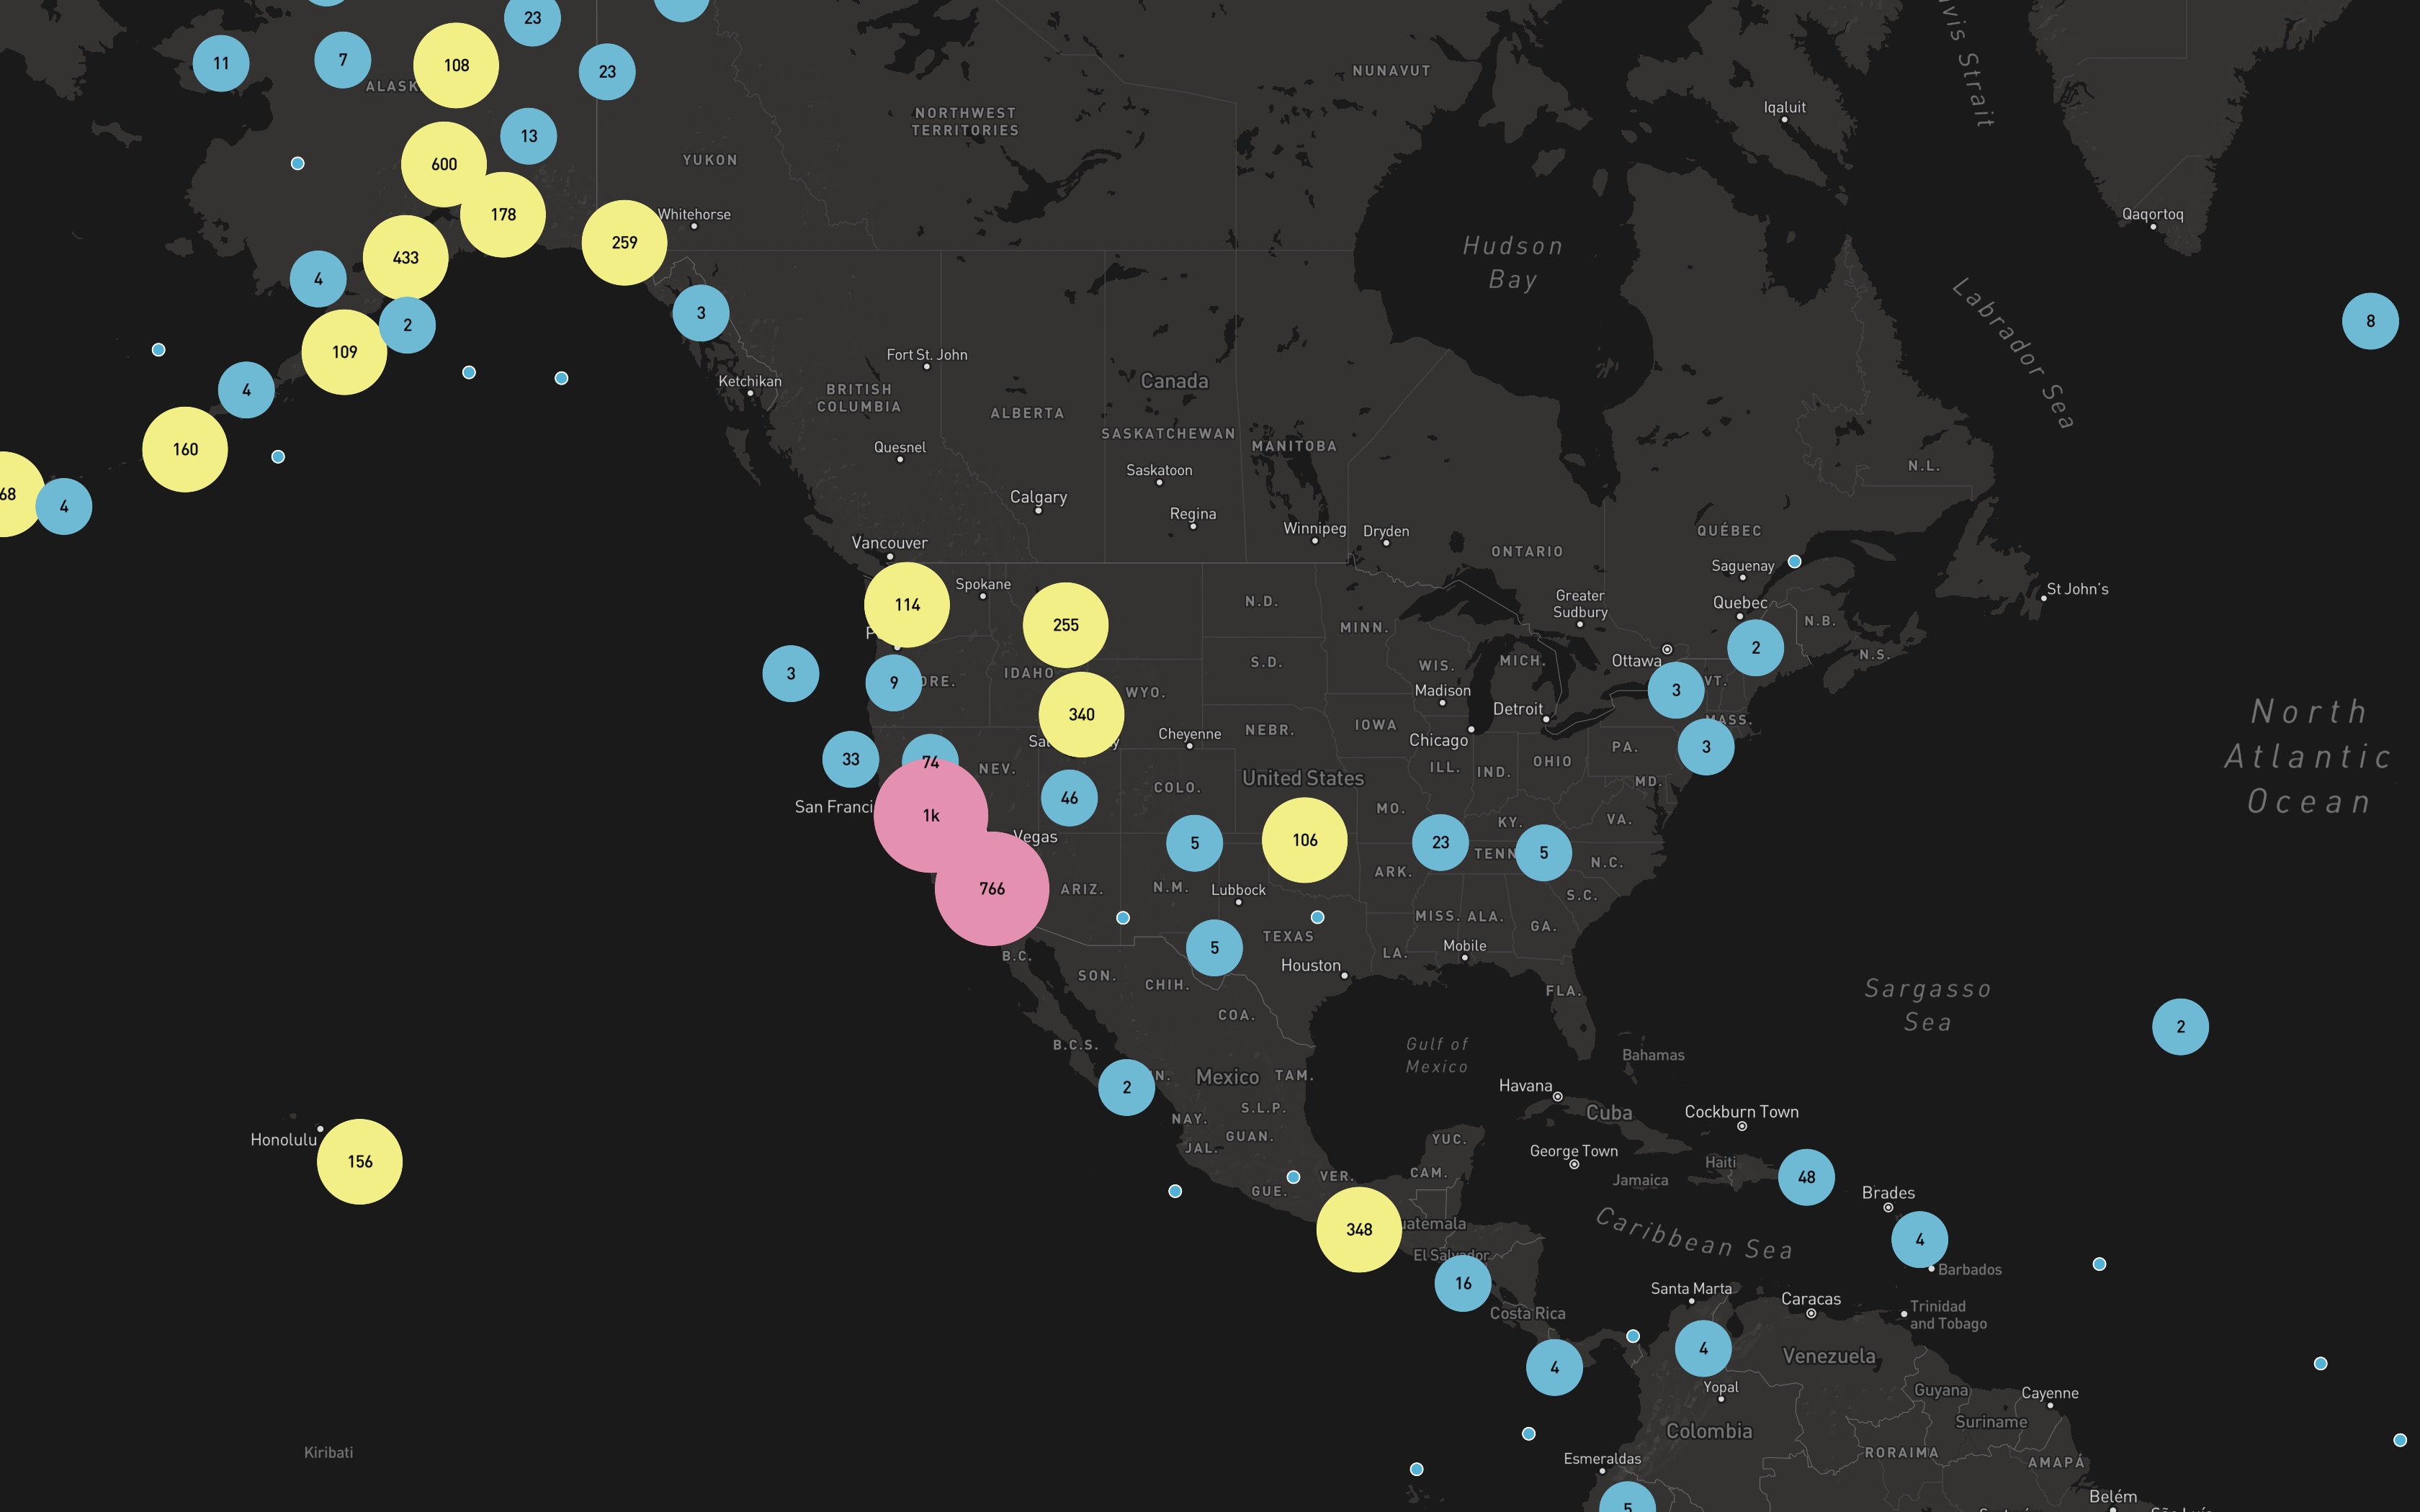 23
11
7
108
23
ALASK
NUNAVUT
vis Strait
Iqaluit
NORTHWEST
TERRITORIES
13
600
YUKON
178
Whitehorse
259
Qaqortoq
433
Hudson
Bay
4
3
2
109
Labrador Sea
8
Fort St. John
Ketchikan
BRITISH
COLUMBIA
Canada
4
ALBERTA
SASKATCHEWAN
MANITOBA
160
Quesnel
Saskatoon
N.L.
68
4
Calgary
Regina
Winnipeg
Dryden
QUÉBEC
Vancouver
ONTARIO
Saguenay
Spokane
St John's
114
255
N.D.
Greater
Sudbury
Quebec
N.B.
P
MINN.
2
N.S.
3
9
ORE.
IDAHO
S.D.
WIS.
MICH.
Ottawa
3
VT.
340
WYO.
Madison
Detroit
North
Atlantic
Ocean
MASS.
Sal
y
Cheyenne
NEBR.
IOWA
Chicago
PA.
3
33
74
NEV.
COLO.
United States
ILL.
IND.
OHIO
MD.
46
San Franci
1k
MO.
KY.
VA.
Vegas
5
106
23
TENN
5
N.C.
766
ARIZ.
N.M.
Lubbock
ARK.
S.C.
MISS.
ALA.
GA.
5
TEXAS
Mobile
B.C.
SON.
CHIH.
Houston
LA.
FLA.
Sargasso
Sea
COA.
2
B.C.S.
Gulf of
Mexico
Bahamas
2
N.
Mexico
TAM.
Havana
Cuba
Cockburn Town
NAY.
S.L.P.
Honolulu
156
JAL.
GUAN.
YUC.
George Town
Haiti
48
GUE.
VER.
CAM.
Jamaica
Brades
348
uatemala
Caribbean Sea
4
El Salvador
Barbados
16
Costa Rica
Santa Marta
Caracas
Trinidad
and Tobago
4
4
Venezuela
Yopal
Guyana
Cayenne
Colombia
Suriname
Kiribati
Esmeraldas
RORAIMA
AMAPÁ
5
Belém